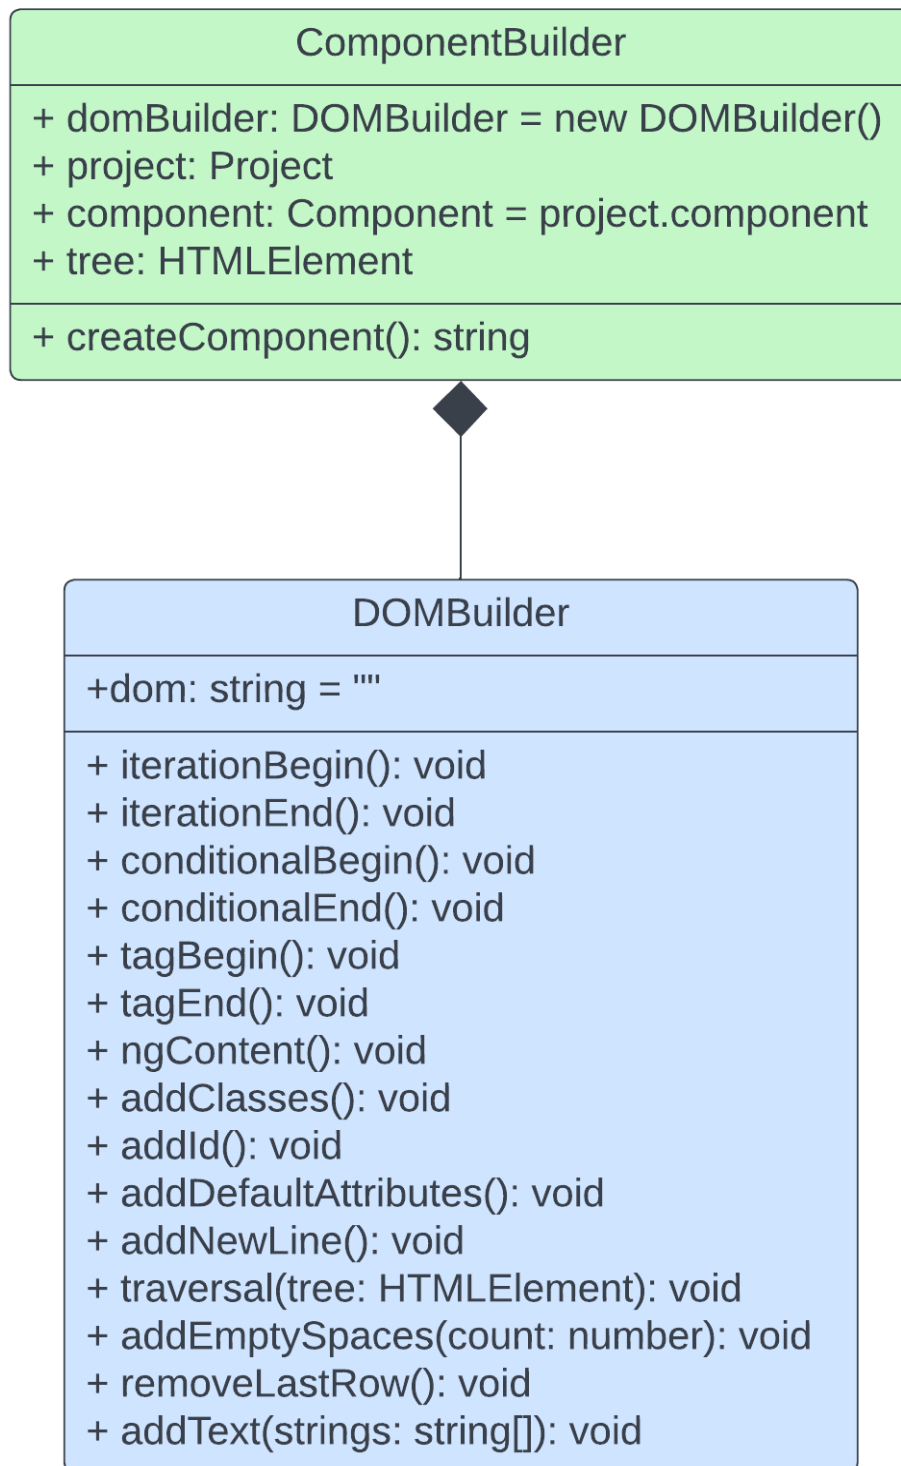 ComponentBuilder
+ domBuilder: DOMBuilder = new DOMBuilder()
+ project: Project
+ component: Component = project.component
+ tree: HTMLElement
+ createComponent(): string
DOMBuilder
+dom: string = ""
+ iterationBegin(): void
+ iterationEnd(): void
+ conditionalBegin(): void
+ conditionalEnd(): void
+ tagBegin(): void
+ tagEnd(): void
+ ngContent(): void
+ addClasses(): void
+ addId(): void
+ addDefaultAttributes(): void
+ addNewLine(): void
+ traversal(tree: HTMLElement): void
+ addEmptySpaces(count: number): void
+ removeLastRow(): void
+ addText(strings: string[]): void